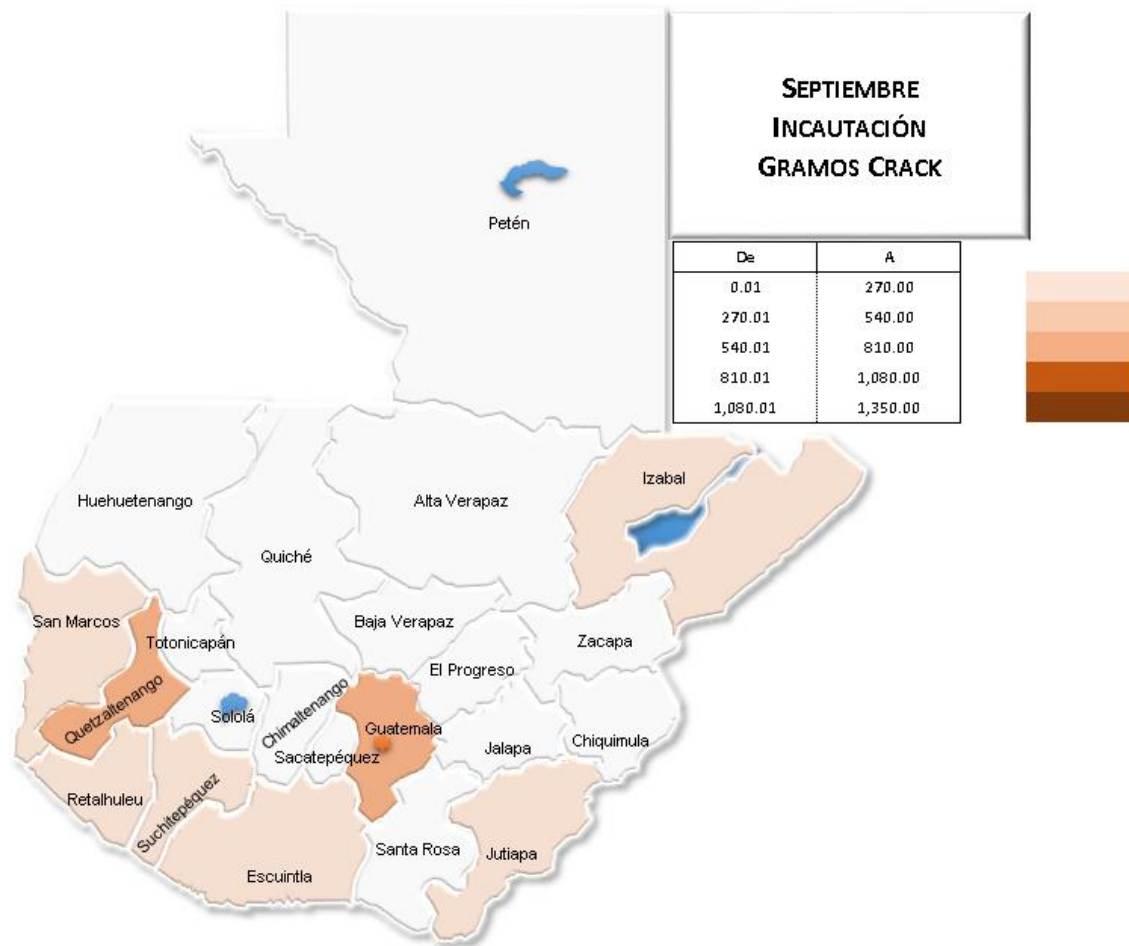 SEPTIEMBRE
INCAUTACIÓN
GRAMOS CRACK
De A
0.01 270.00
270.01 540.00
540.01 810.00
810.01 1,080.00
1,080.01 1,350.00
Petén
Izabal
Huehuetenango
Alta Verapaz
Quiché
San Marcos
Totonicapán
Baja Verapaz
Zacapa
El Progreso
Quetzaltenango
Sololá
Chimaltenango
Sacatepéquez
Guatemala
Jalapa
Chiquimula
Retalhuleu
Suchitepéquez
Escuintla
Santa Rosa
Jutiapa